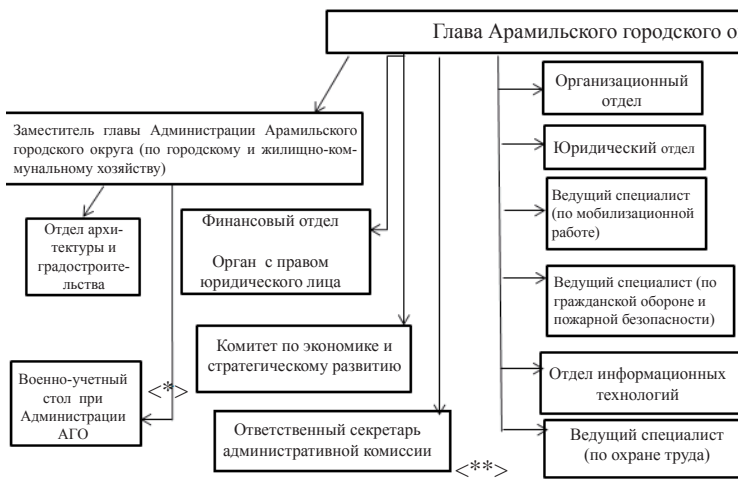 Глава Арамильского городского о
Организационный
отдел
Заместитель главы Администрации Арамильского
городского округа (по городскому и жилищно-ком-
мунальному хозяйству)
Юридический отдел
Ведущий специалист
(по мобилизационной
работе)
Отдел архи-
тектуры и
градостроите-
льства
Финансовый отдел
Орган с правом
юридического лица
Ведущий специалист (по
гражданской обороне и
пожарной безопасности)
Комитет по экономике и
стратегическому развитию
Военно-учетный
стол при
Администрации
АГО
<*>
Отдел информационных
технологий
Ответственный секретарь
административной комиссии
<**>
Ведущий специалист
(по охране труда)